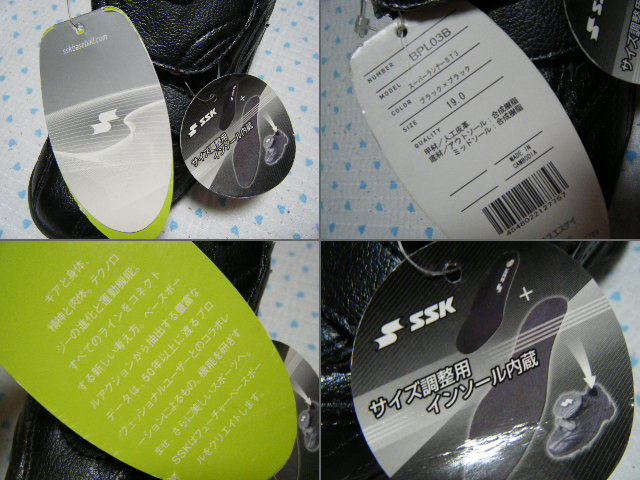 sskbaseball.com
SSK
サイズ調整用
インソール内蔵
NUMBER BPL03B
MODEL スーパーランナーST3
COLOR ブラック×ブラック
SIZE 19.0
QUALITY
甲材/人工皮革
底材/アウトソール・合成樹脂
ミッドソール・合成樹脂
MADE IN
CAMBODIA
ギアと身体、
精神と肉体、テクノロ
ジーの進化と運動機能。
すべてのラインをコネクト
する新しい考え方。ベースボー
ルアクションから抽出する豊富な
データは、50年以上に渡るプロ
フェッショナルユーザーとのコラボレ
ーションによるもの。機能を研ぎす
ませ、さらに美しいスポーツへ。
SSKはフューチャーベースボー
ルをクリエイトします。
SSK
サイズ調整用
インソール内蔵